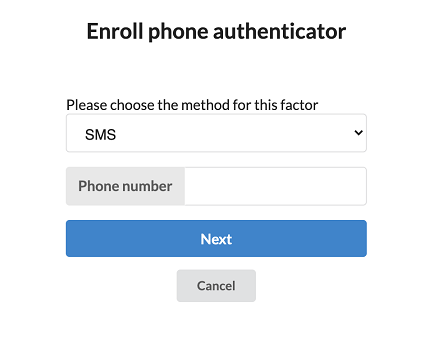 Enroll phone authenticator
Please choose the method for this factor
SMS
Phone number
Next
Cancel